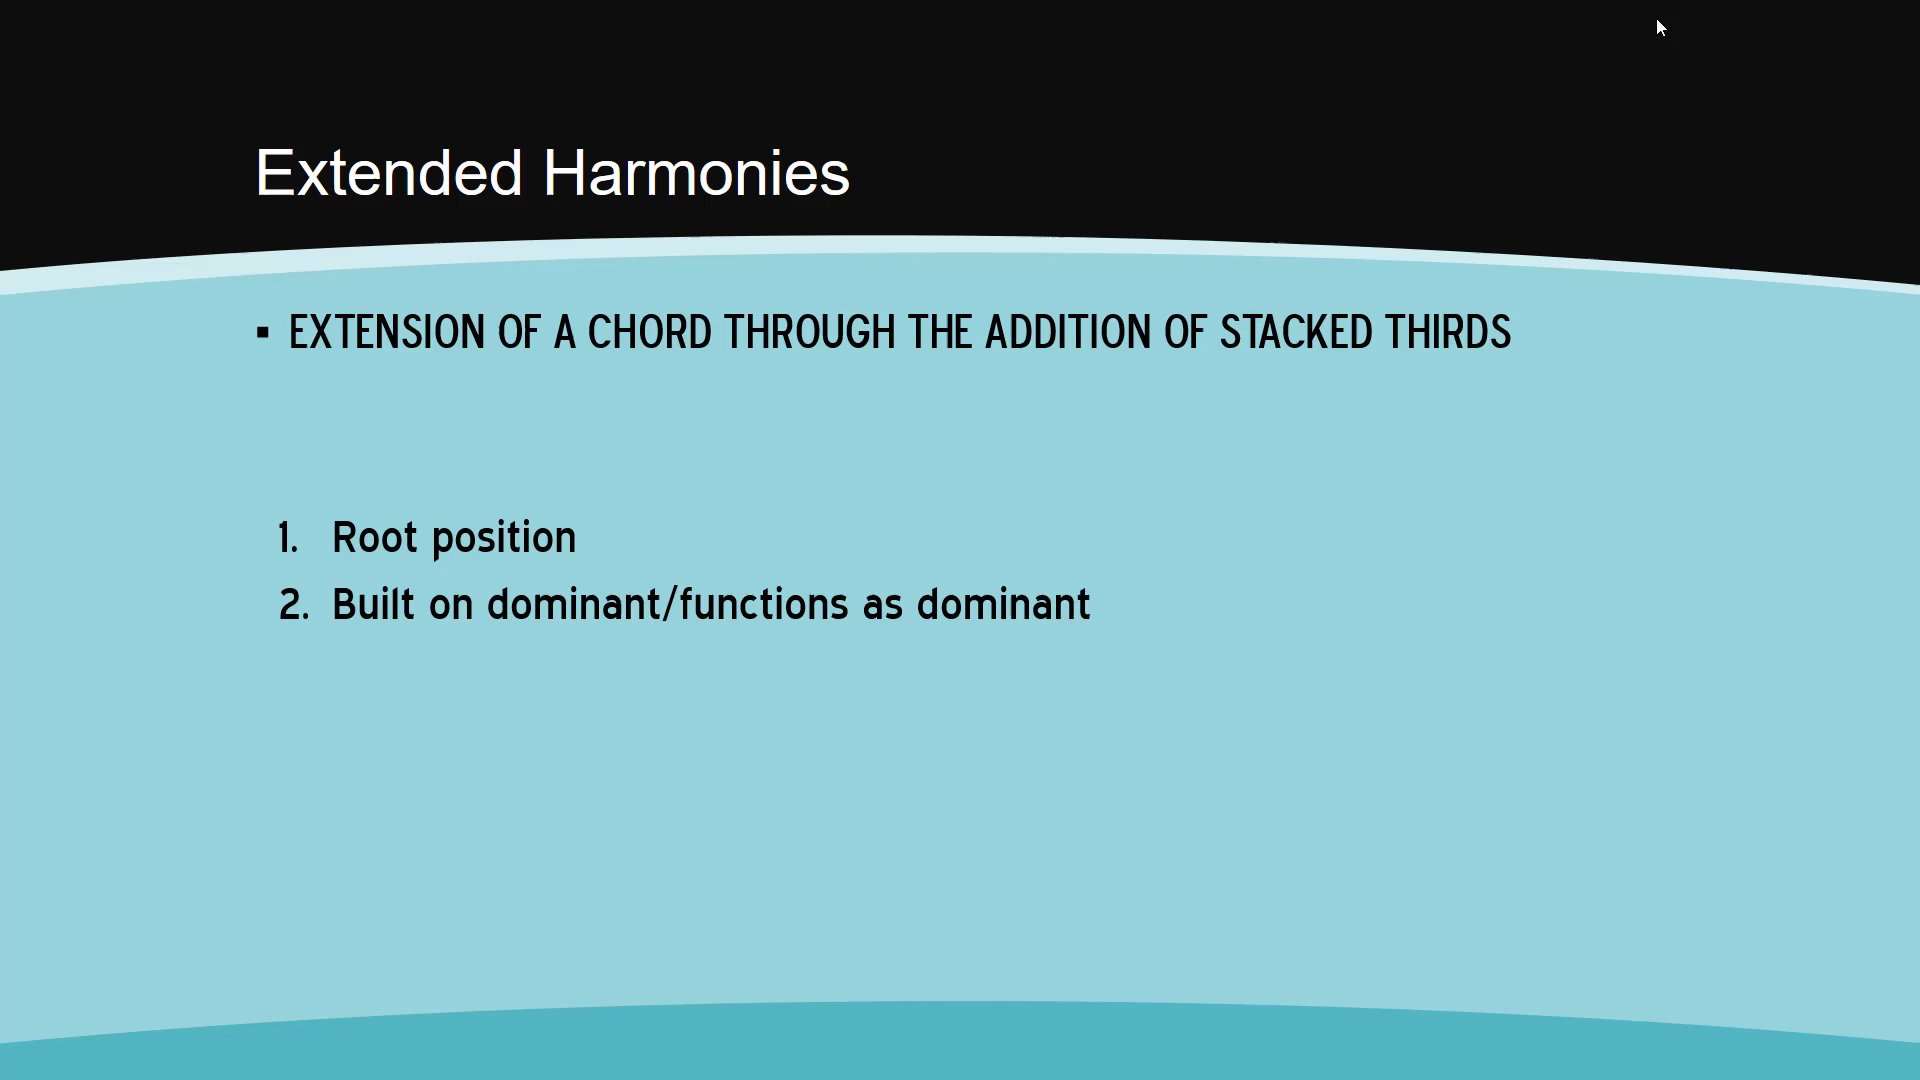 Extended Harmonies
▪ EXTENSION OF A CHORD THROUGH THE ADDITION OF STACKED THIRDS
1. Root position
2. Built on dominant/functions as dominant